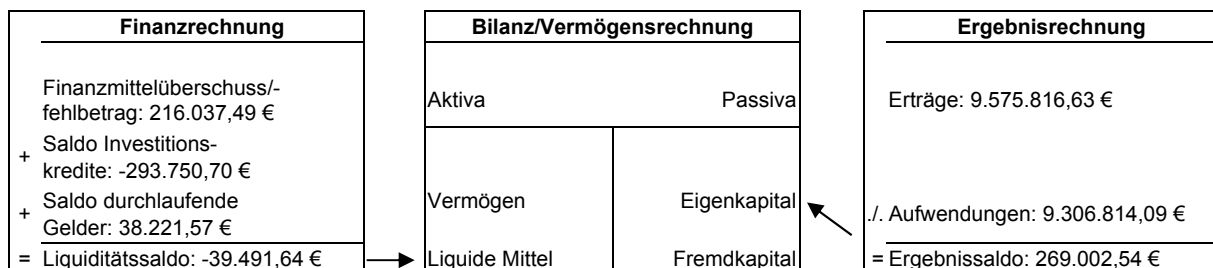 Finanzrechnung
Finanzmittelüberschuss/-
fehlbetrag: 216.037,49 €
+ Saldo Investitions-
kredite: -293.750,70 €
+ Saldo durchlaufende
Gelder: 38.221,57 €
= Liquiditätssaldo: -39.491,64 €
Bilanz/Vermögensrechnung
Aktiva Passiva
Vermögen Eigenkapital
Liquide Mittel Fremdkapital
Ergebnisrechnung
Erträge: 9.575.816,63 €
./. Aufwendungen: 9.306.814,09 €
= Ergebnissaldo: 269.002,54 €